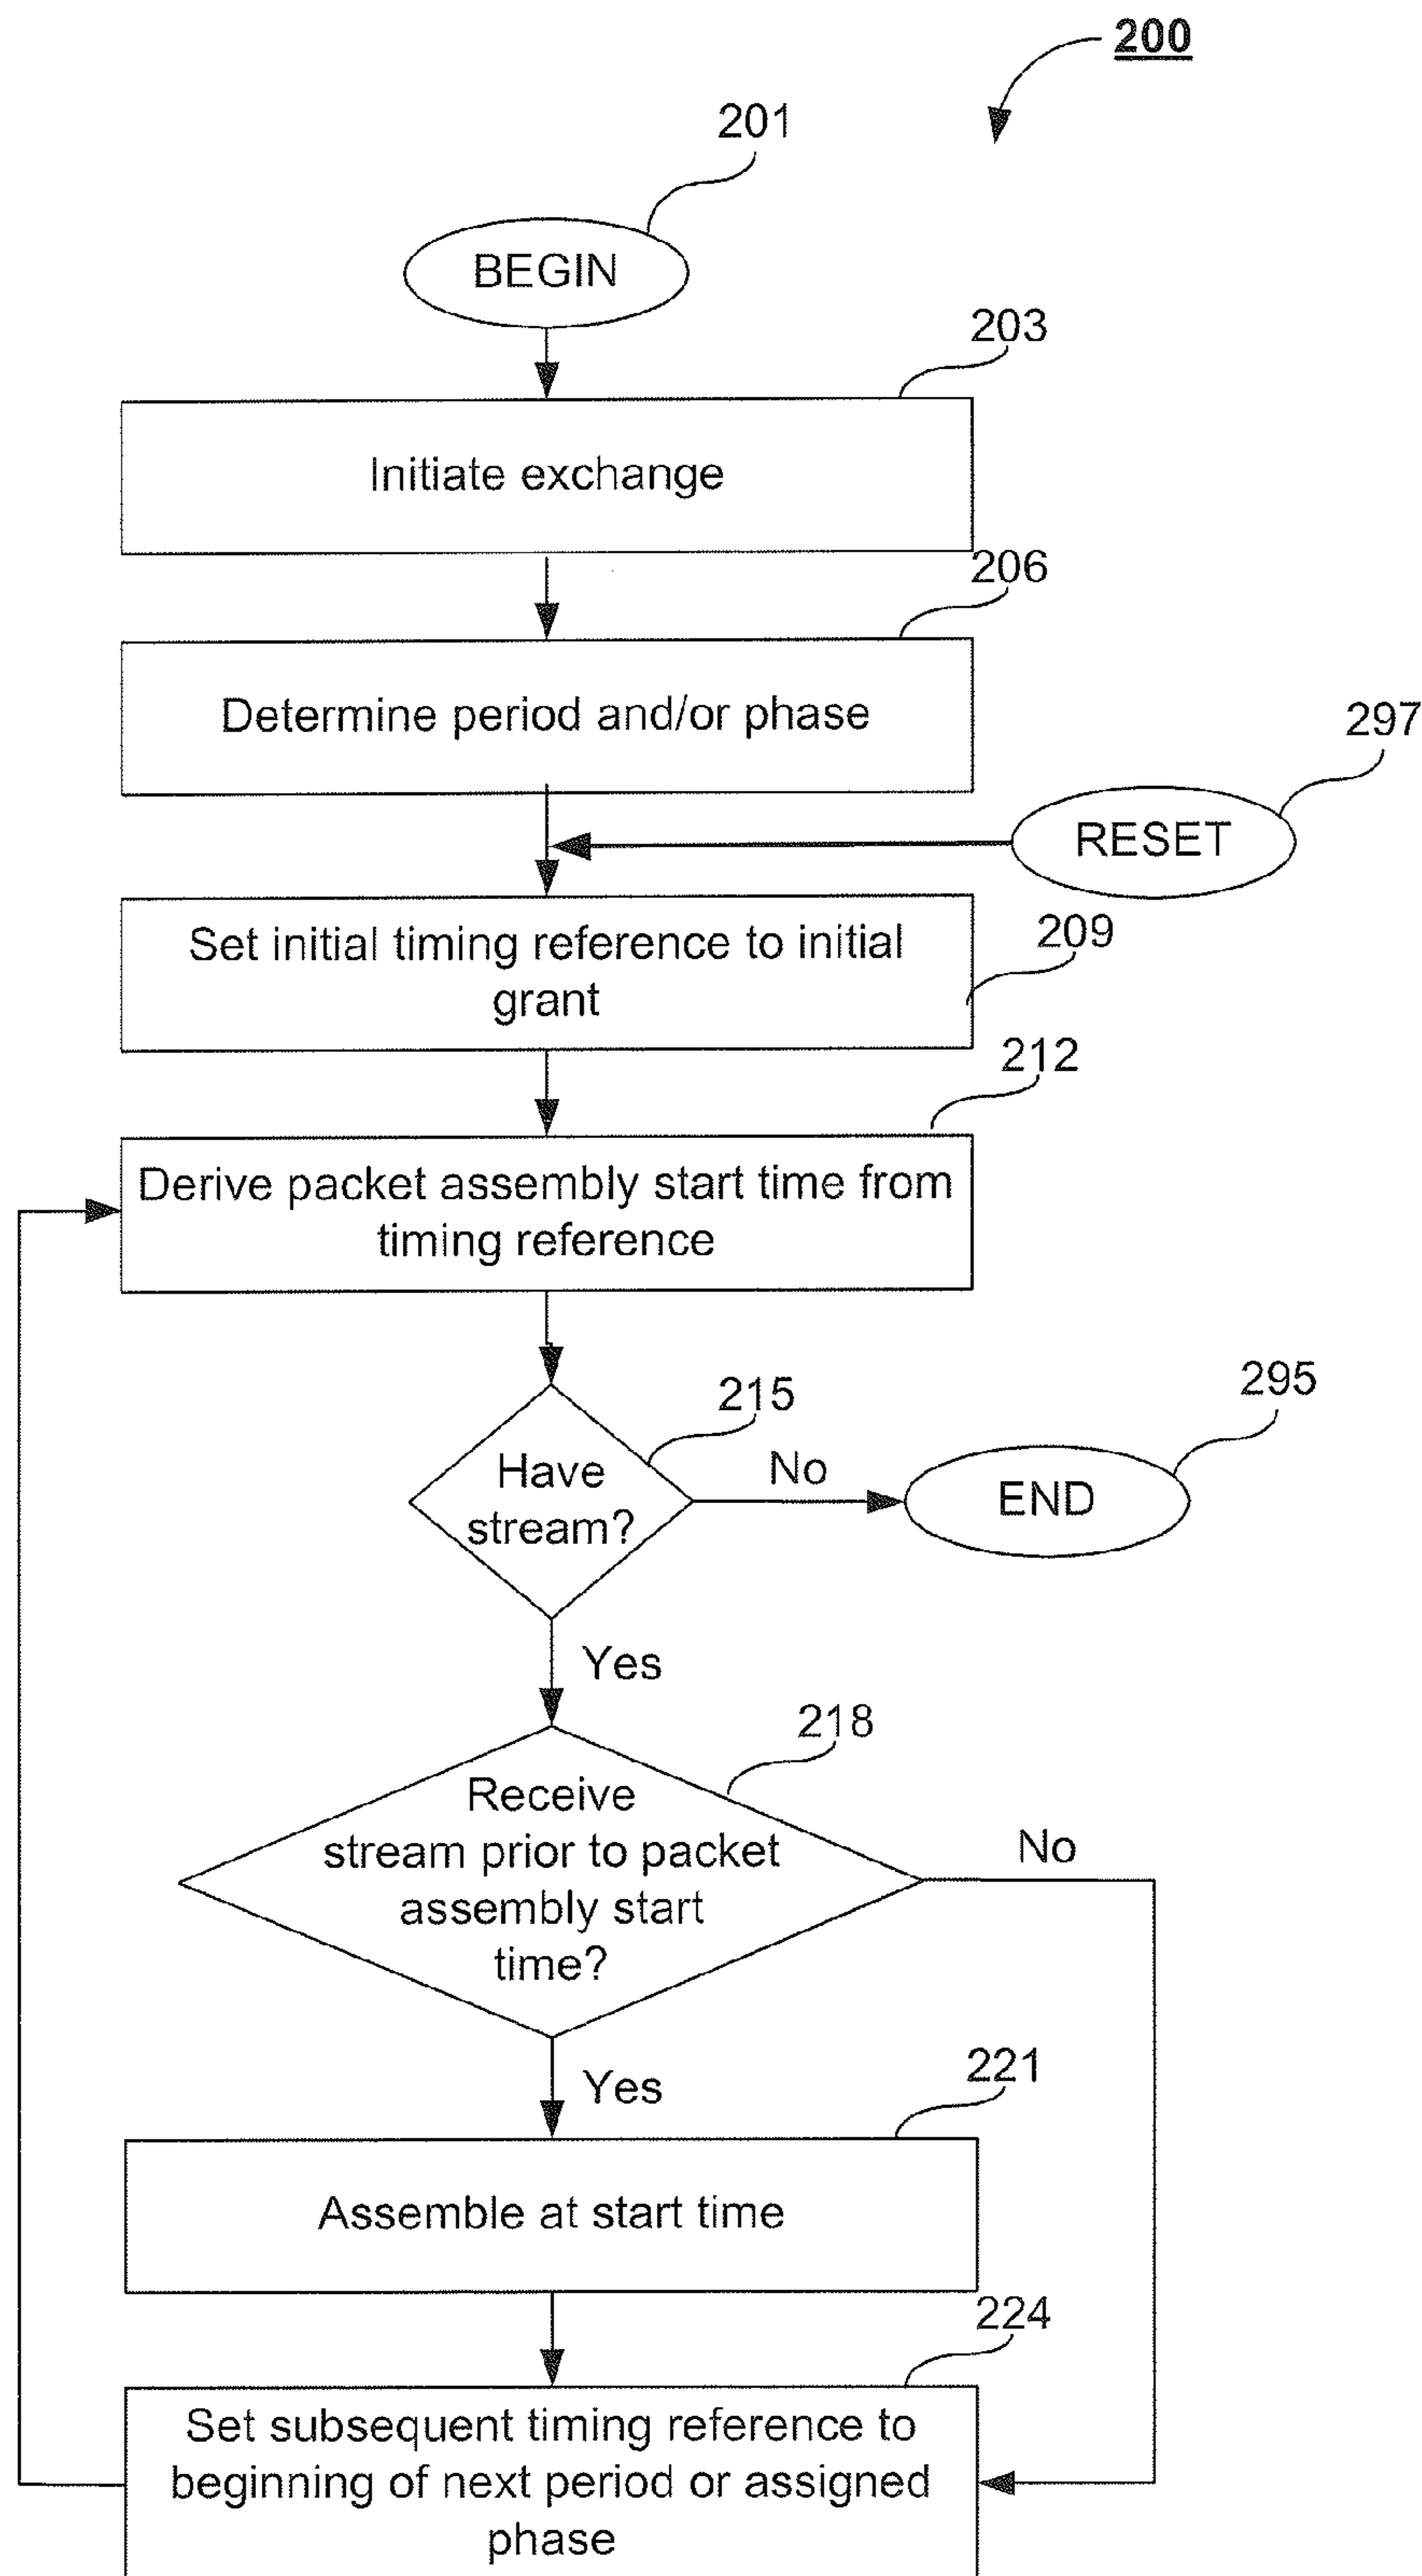 200
201
BEGIN
203
Initiate exchange
206
Determine period and/or phase
297
RESET
Set initial timing reference to initial
grant
209
212
Derive packet assembly start time from
timing reference
215
Have
stream?
No
295
END
Yes
218
Receive
stream prior to packet
assembly start
time?
No
Yes
221
Assemble at start time
224
Set subsequent timing reference to
beginning of next period or assigned
phase